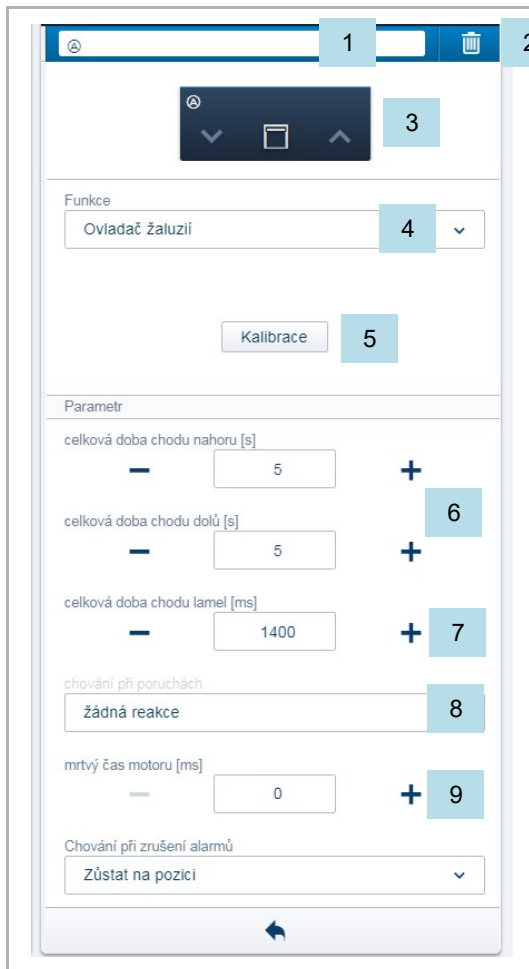 Ⓐ 1 2
Ⓐ
3
Funkce
Ovladač žaluzií 4
Kalibrace 5
Parametr
celková doba chodu nahoru [s]
5
6
celková doba chodu dolů [s]
5
celková doba chodu lamel [ms]
1400 7
chování při poruchách
žádná reakce 8
mrtvý čas motoru [ms]
0 9
Chování při zrušení alarmů
Zůstat na pozici